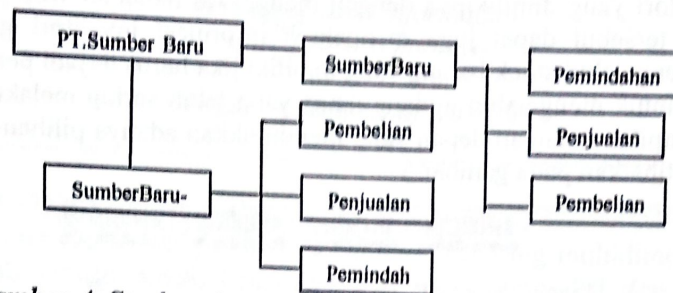 PT.Sumber Baru
SumberBaru
Pemindahan
Pembelian
Penjualan
SumberBaru-
Penjualan
Pembelian
Pemindah